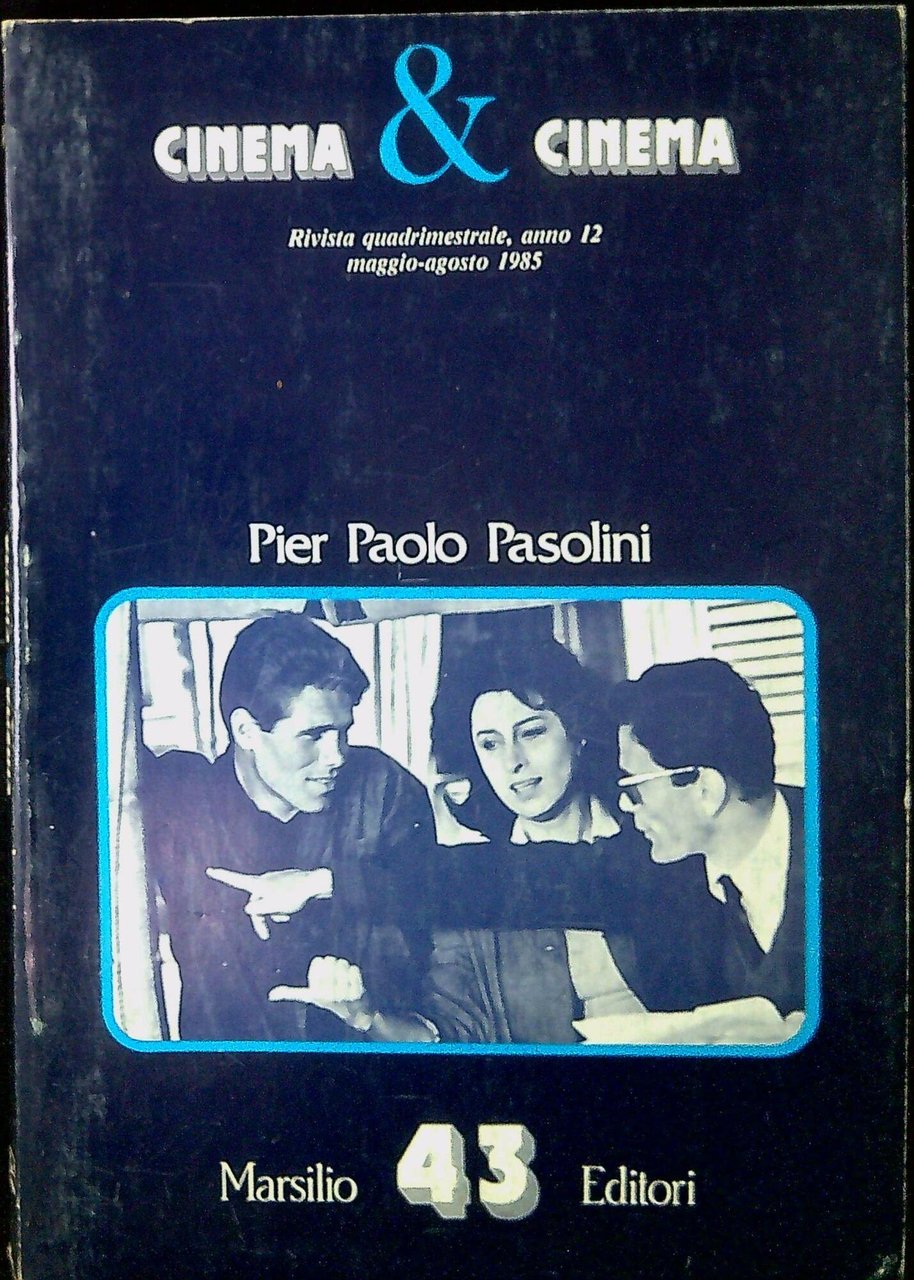 CINEMA & CINEMA
Rivista quadrimestrale, anno 12
maggio-agosto 1985
Pier Paolo Pasolini
Marsilio 43 Editori